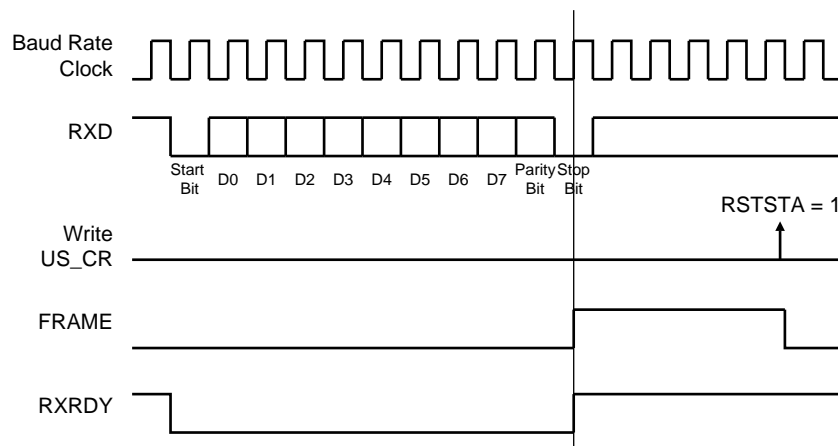 Baud Rate
Clock
RXD
Start
Bit
D0 D1 D2 D3 D4 D5 D6 D7
Parity
Bit
Stop
Bit
RSTSTA = 1
Write
US_CR
FRAME
RXRDY